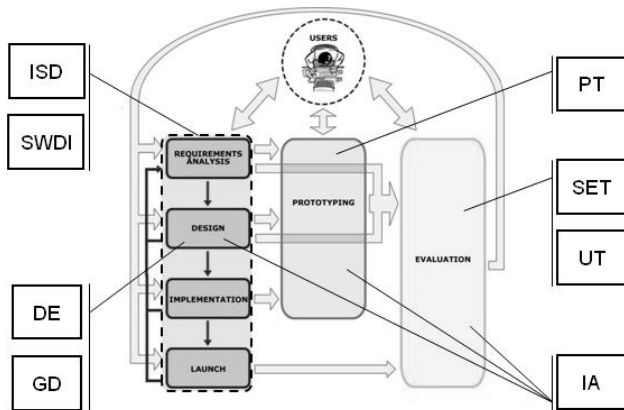 USERS
ISD
PT
SWDI
REQUIREMENTS
ANALYSIS
PROTOTYPING
SET
DESIGN
UT
EVALUATION
DE
IMPLEMENTATION
GD
LAUNCH
IA